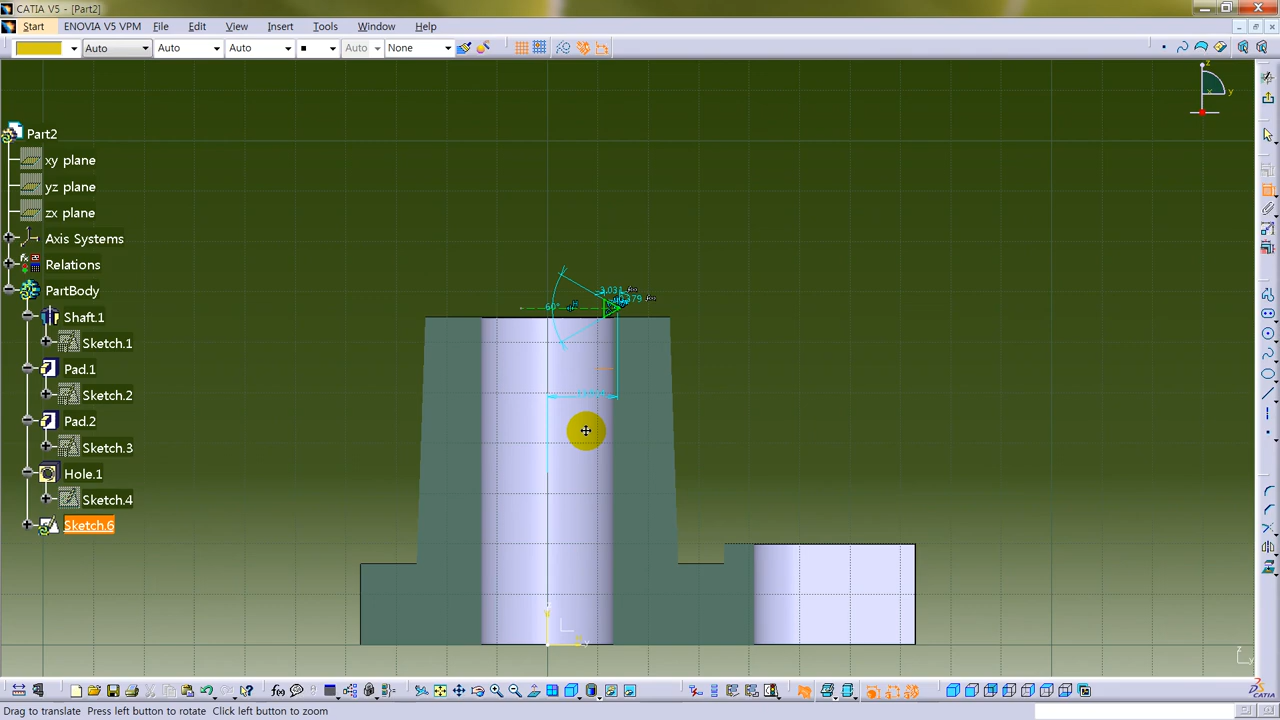 CATIA V5 - [Part2]
Start ENOVIA V5 VPM File Edit View Insert Tools Window Help
Auto Auto Auto Auto None
z
x y
Part2
xy plane
yz plane
zx plane
Axis Systems
Relations
PartBody
Shaft.1
Sketch.1
Pad.1
Sketch.2
Pad.2
Sketch.3
Hole.1
Sketch.4
Sketch.6
3.031
60°
Drag to translate Press left button to rotate Click left button to zoom